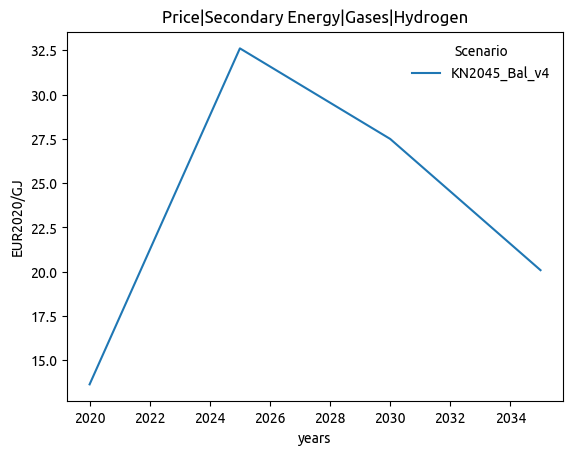 Price|Secondary Energy|Gases|Hydrogen
Scenario
KN2045_Bal_v4
32.5
30.0
27.5
25.0
22.5
20.0
17.5
15.0
EUR2020/GJ
2020 2022 2024 2026 2028 2030 2032 2034
years